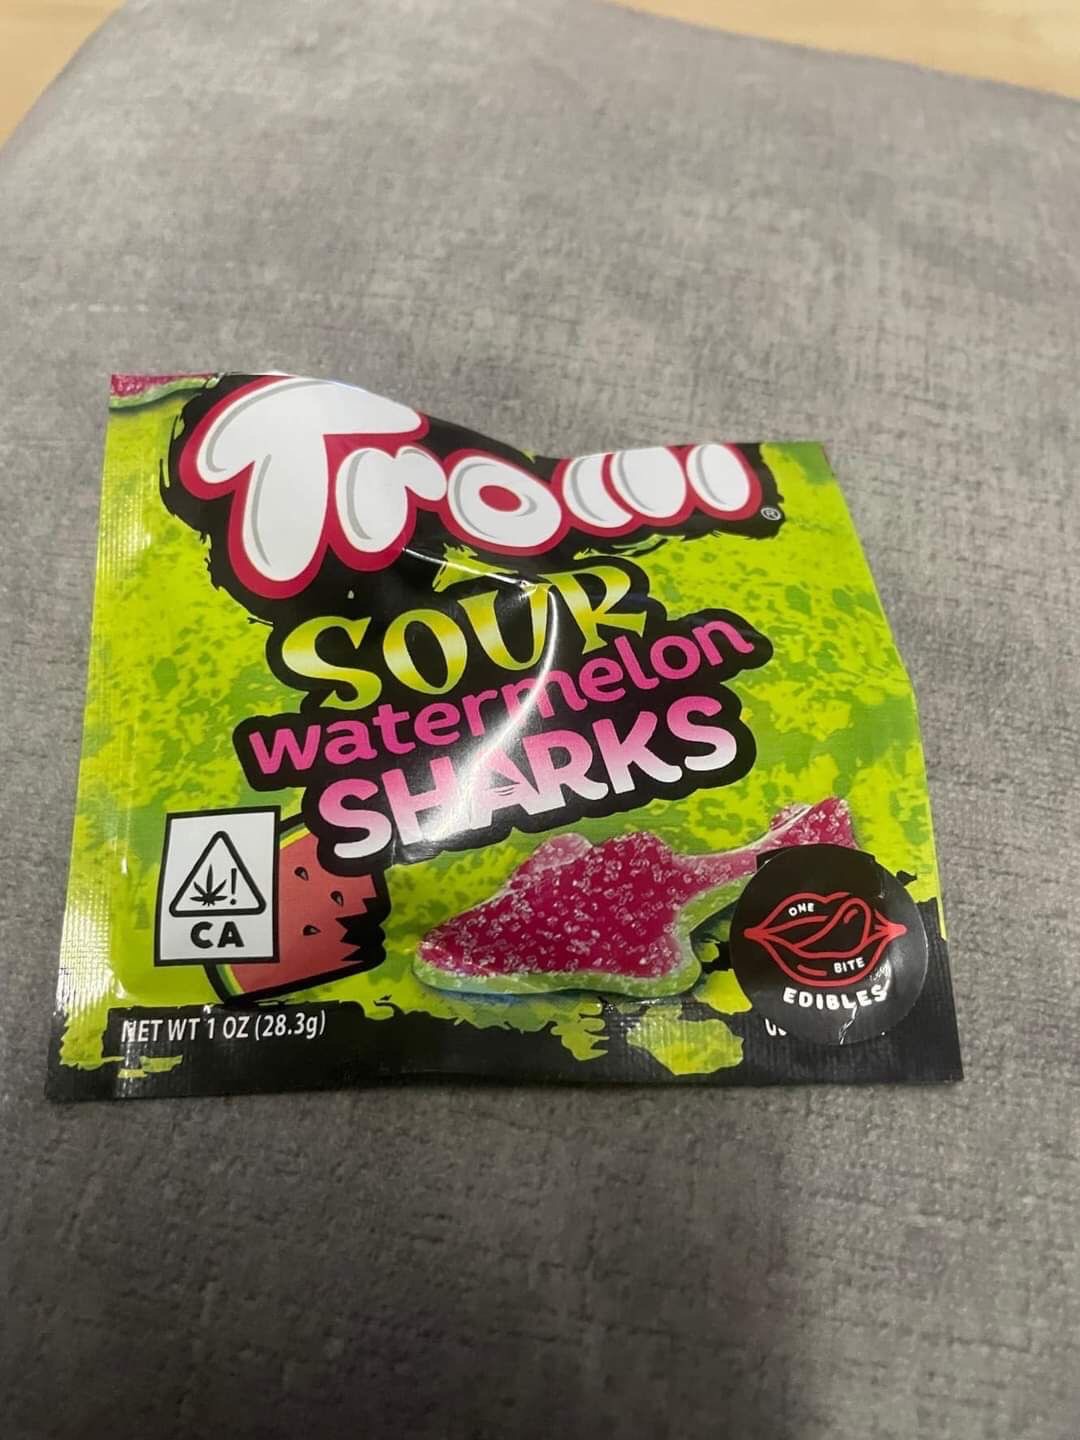 Trolli
®
SOUR
watermelon
SHARKS
!
CA
ONE
BITE
EDIBLES
NET WT 1 OZ (28.3g)